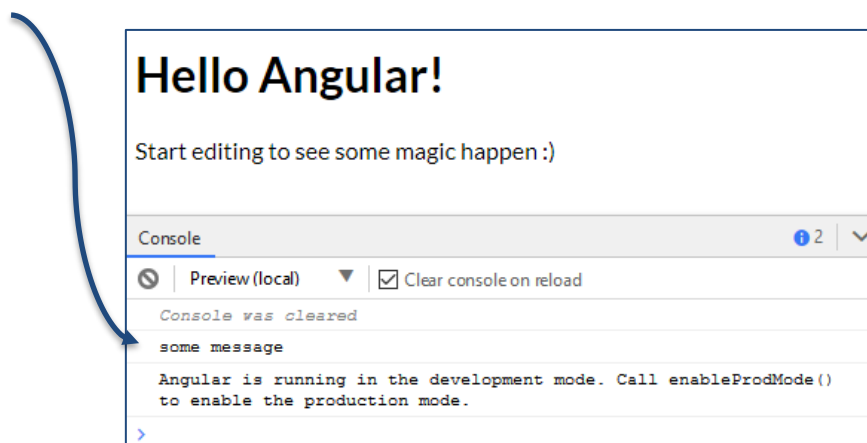 Hello Angular!
Start editing to see some magic happen :)
Console
2
Preview (local)
Clear console on reload
Console was cleared
some message
Angular is running in the development mode. Call enableProdMode()
to enable the production mode.
>